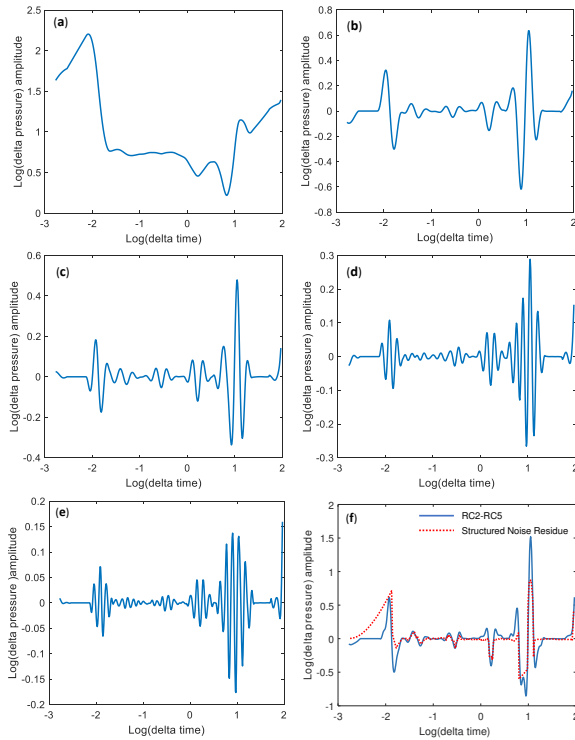 (a)
Log(delta pressure) amplitude
2.5
2
1.5
1
0.5
0
-3 -2 -1 0 1 2
Log(delta time)
(b)
Log(delta pressure) amplitude
0.8
0.6
0.4
0.2
0
-0.2
-0.4
-0.6
-0.8
-3 -2 -1 0 1 2
Log(delta time)
(c)
Log(delta pressure) amplitude
0.6
0.4
0.2
0
-0.2
-0.4
-3 -2 -1 0 1 2
Log(delta time)
(d)
Log(delta pressure) amplitude
0.3
0.2
0.1
0
-0.1
-0.2
-0.3
-3 -2 -1 0 1 2
Log(delta time)
(e)
Log(delta pressure )amplitude
0.2
0.15
0.1
0.05
0
-0.05
-0.1
-0.15
-0.2
-3 -2 -1 0 1 2
Log(delta time)
(f)
RC2-RC5
Structured Noise Residue
Log(delta pressure) amplitude
2
1.5
1
0.5
0
-0.5
-1
-3 -2 -1 0 1 2
Log(delta time)